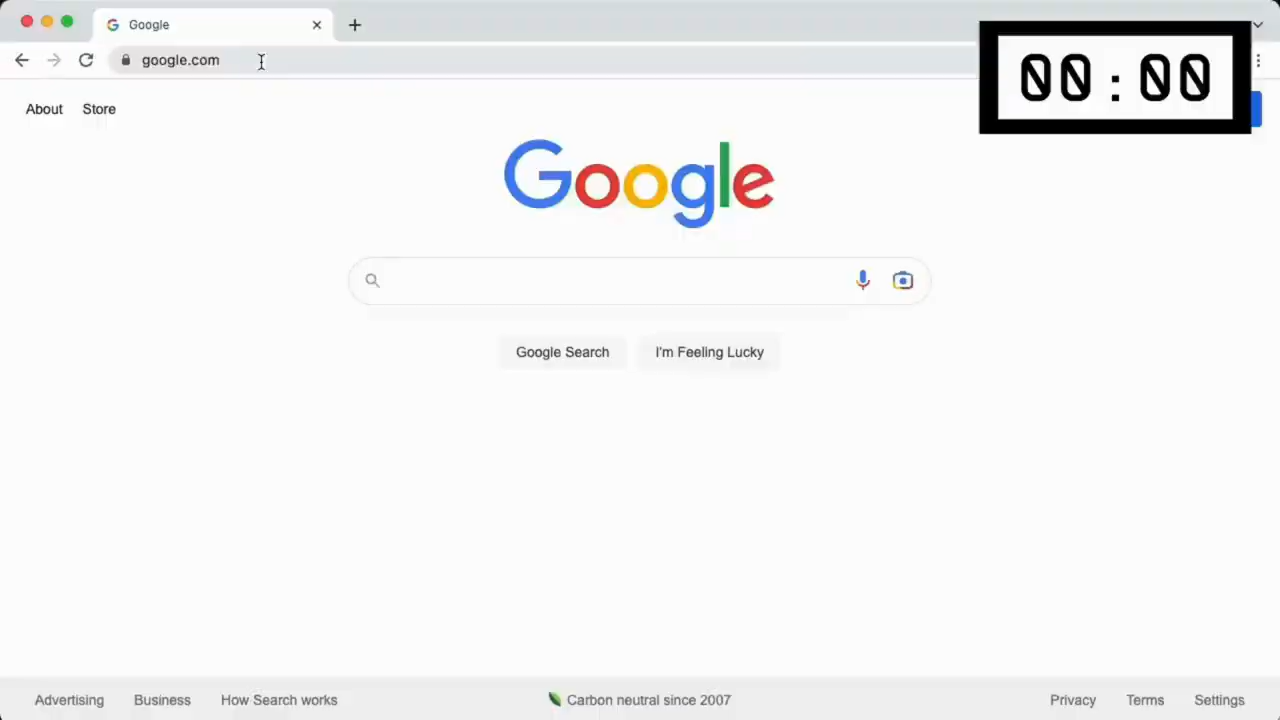 Google
google.com
00:00
About Store
Google
Google Search I'm Feeling Lucky
Advertising Business How Search works Carbon neutral since 2007 Privacy Terms Settings